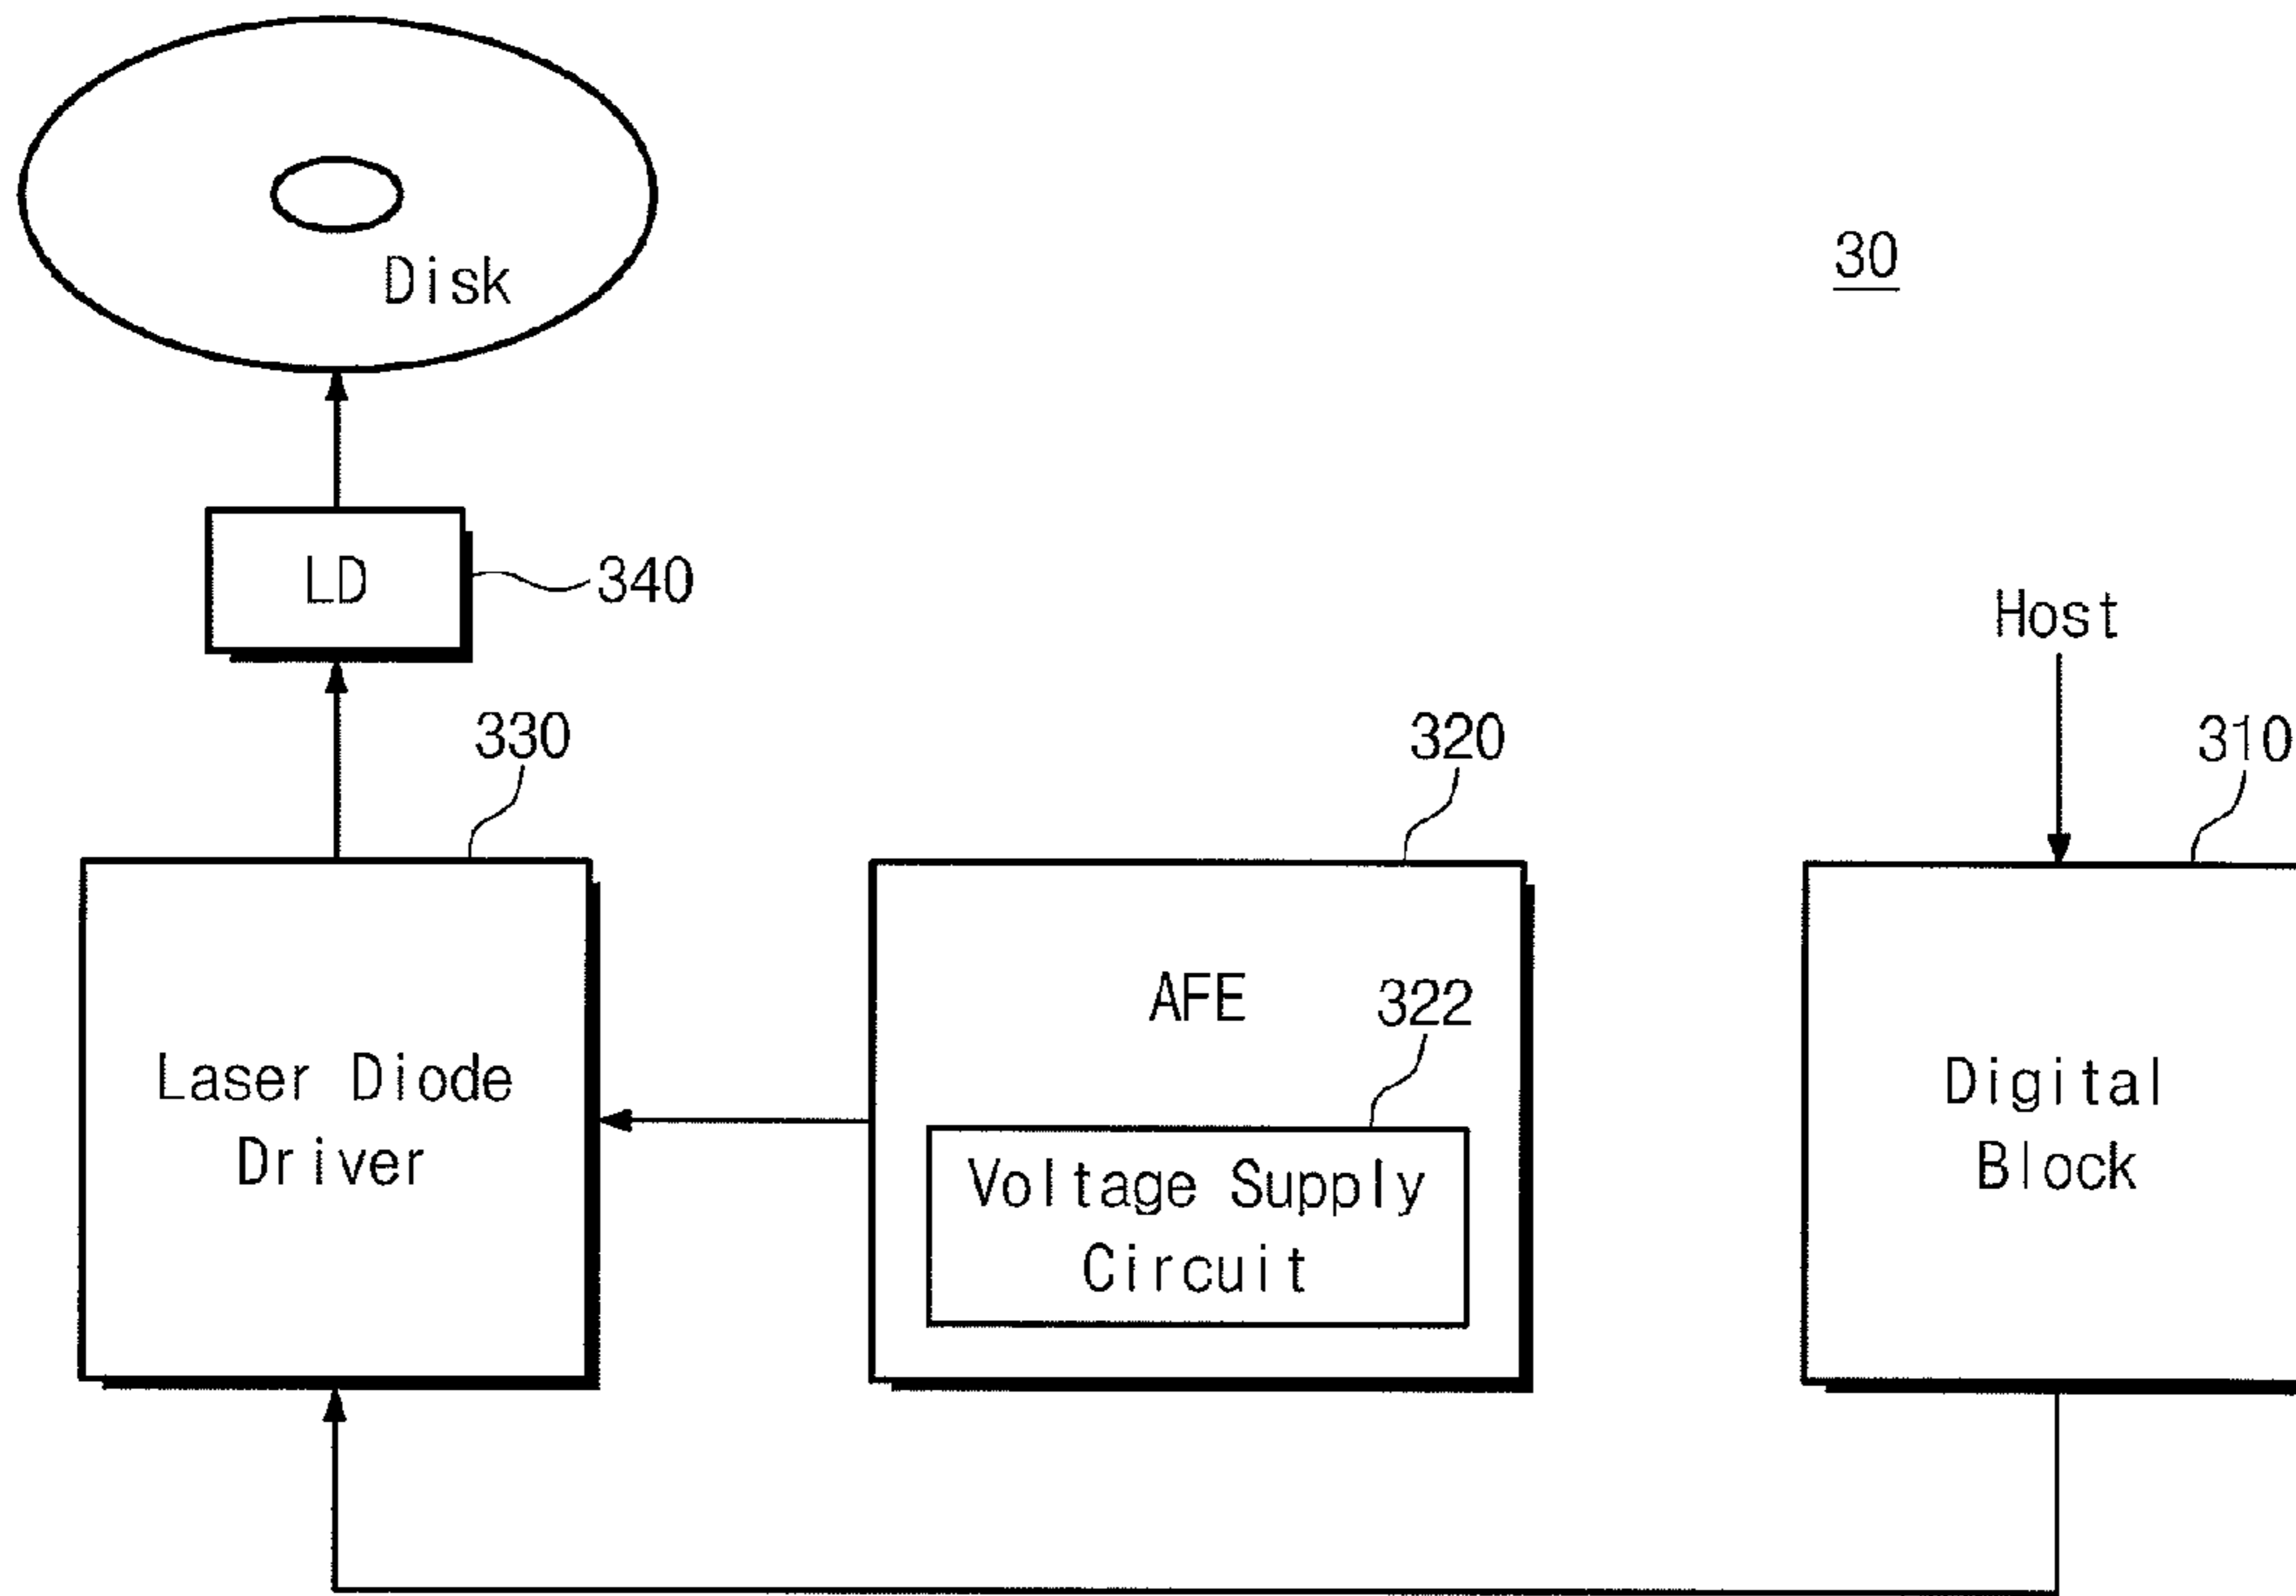 Disk
30
LD
340
Host
330
320
310
AFE
322
Laser Diode
Driver
Voltage Supply
Circuit
Digital
Block